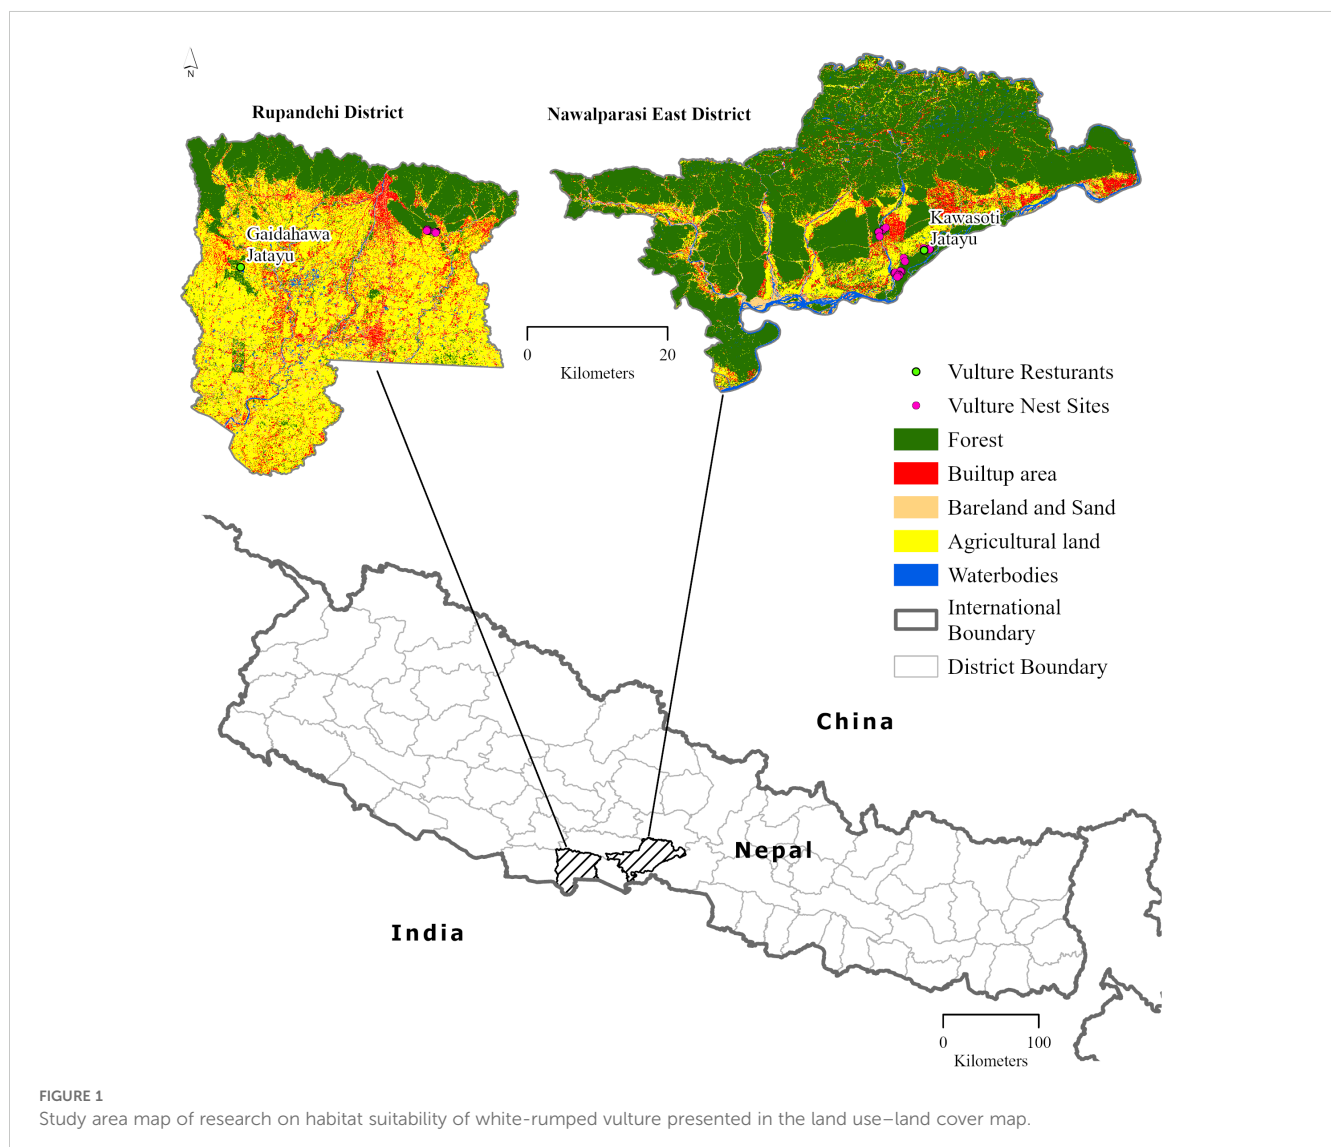 N
Rupandehi District
Nawalparasi East District
Gaidahawa
Jatayu
Kawasoti
Jatayu
0 20
Kilometers
Vulture Resturants
Vulture Nest Sites
Forest
Builtup area
Bareland and Sand
Agricultural land
Waterbodies
International
Boundary
District Boundary
China
Nepal
India
0 100
Kilometers
FIGURE 1
Study area map of research on habitat suitability of white-rumped vulture presented in the land use–land cover map.